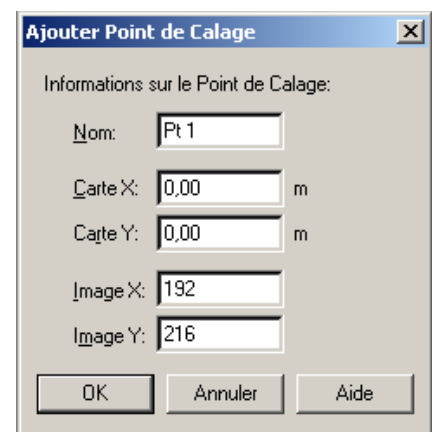 Ajouter Point de Calage
Informations sur le Point de Calage:
Nom: Pt 1
Carte X: 0,00 m
Carte Y: 0,00 m
Image X: 192
Image Y: 216
OK Annuler Aide